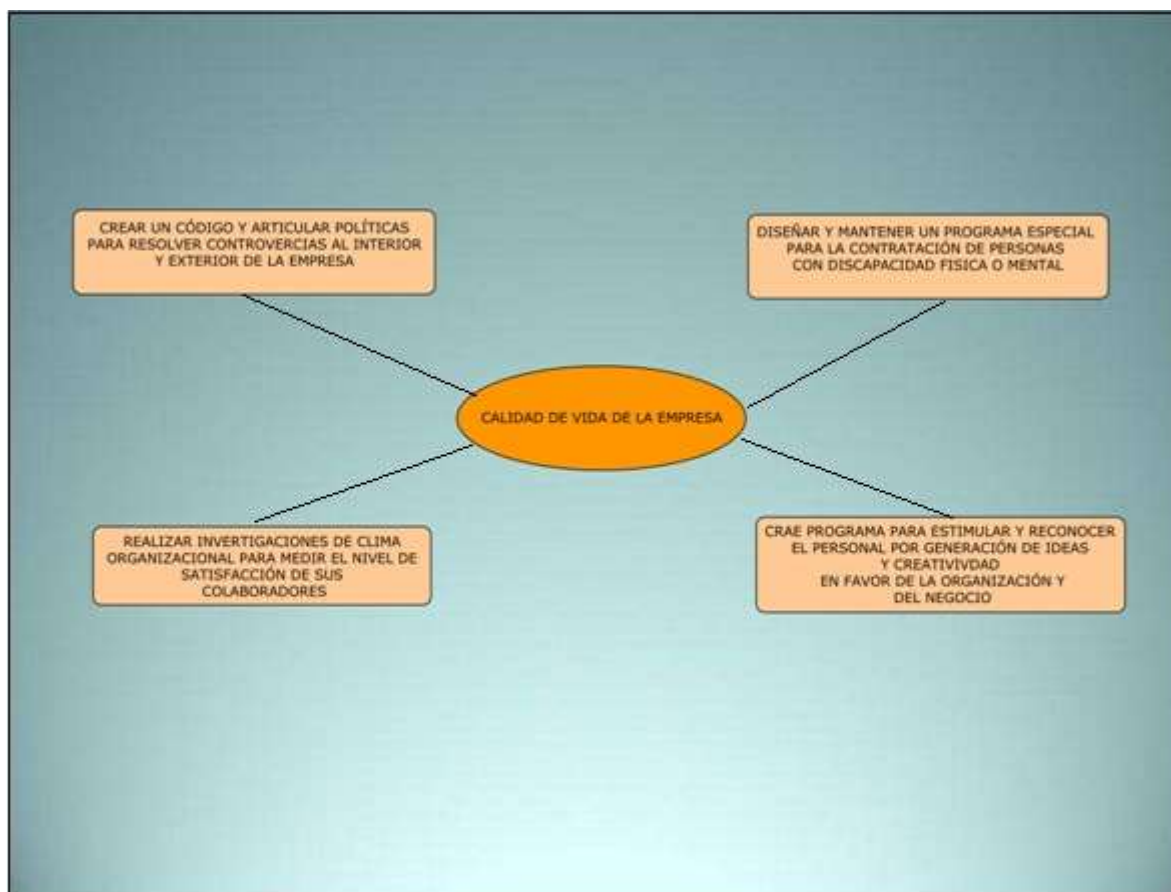 CREAR UN CÓDIGO Y ARTICULAR POLÍTICAS
PARA RESOLVER CONTROVERCIAS AL INTERIOR
Y EXTERIOR DE LA EMPRESA
DISEÑAR Y MANTENER UN PROGRAMA ESPECIAL
PARA LA CONTRATACIÓN DE PERSONAS
CON DISCAPACIDAD FISICA O MENTAL
CALIDAD DE VIDA DE LA EMPRESA
REALIZAR INVERTIGACIONES DE CLIMA
ORGANIZACIONAL PARA MEDIR EL NIVEL DE
SATISFACCIÓN DE SUS
COLABORADORES
CRAE PROGRAMA PARA ESTIMULAR Y RECONOCER
EL PERSONAL POR GENERACIÓN DE IDEAS
Y CREATIVIVDAD
EN FAVOR DE LA ORGANIZACIÓN Y
DEL NEGOCIO